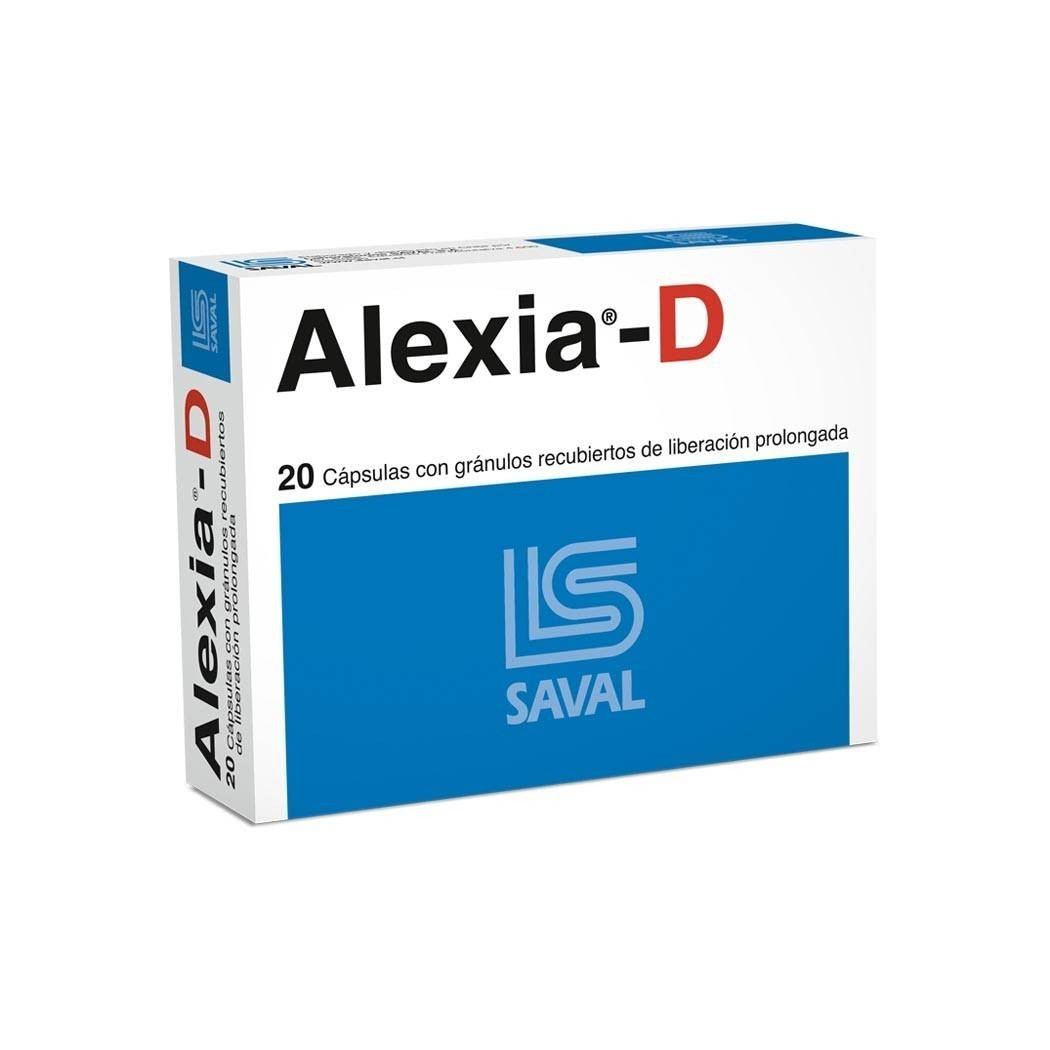 SAVAL
Alexia®-D
20 Cápsulas con gránulos recubiertos de liberación prolongada
SAVAL
SAVAL
Alexia®-D
20 Cápsulas con gránulos recubiertos
de liberación prolongada